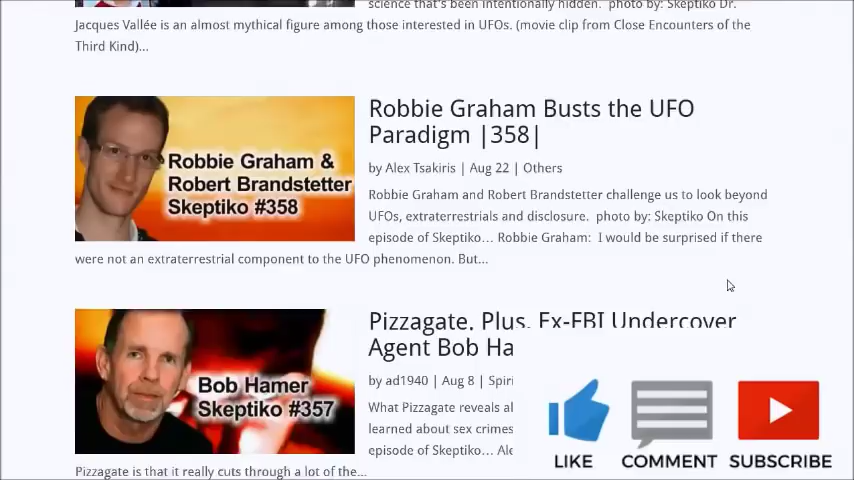 science that's been intentionally hidden. photo by: Skeptiko Dr.
Jacques Vallée is an almost mythical figure among those interested in UFOs. (movie clip from Close Encounters of the
Third Kind)...
Robbie Graham Busts the UFO
Paradigm |358|
by Alex Tsakiris | Aug 22 | Others
Robbie Graham and Robert Brandstetter challenge us to look beyond
UFOs, extraterrestrials and disclosure. photo by: Skeptiko On this
episode of Skeptiko... Robbie Graham: I would be surprised if there
were not an extraterrestrial component to the UFO phenomenon. But...
Robbie Graham &
Robert Brandstetter
Skeptiko #358
Pizzagate, Plus, Ex-FBI Undercover
Agent Bob Ha
by ad1940 | Aug 8 | Spiri
What Pizzagate reveals a
learned about sex crimes
episode of Skeptiko... Ale
Pizzagate is that it really cuts through a lot of the...
Bob Hamer
Skeptiko #357
LIKE COMMENT SUBSCRIBE